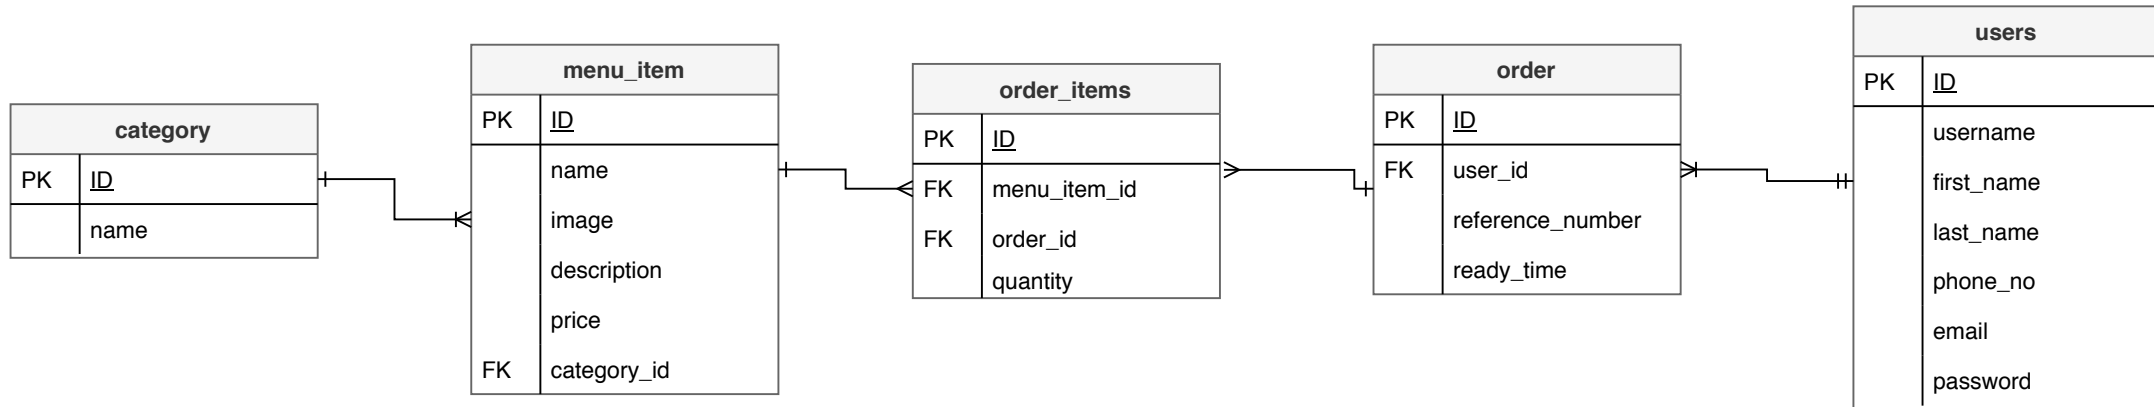 category
PK ID
name
menu_item
PK ID
name
image
description
price
FK category_id
order_items
PK ID
FK menu_item_id
FK order_id
quantity
order
PK ID
FK user_id
reference_number
ready_time
users
PK ID
username
first_name
last_name
phone_no
email
password